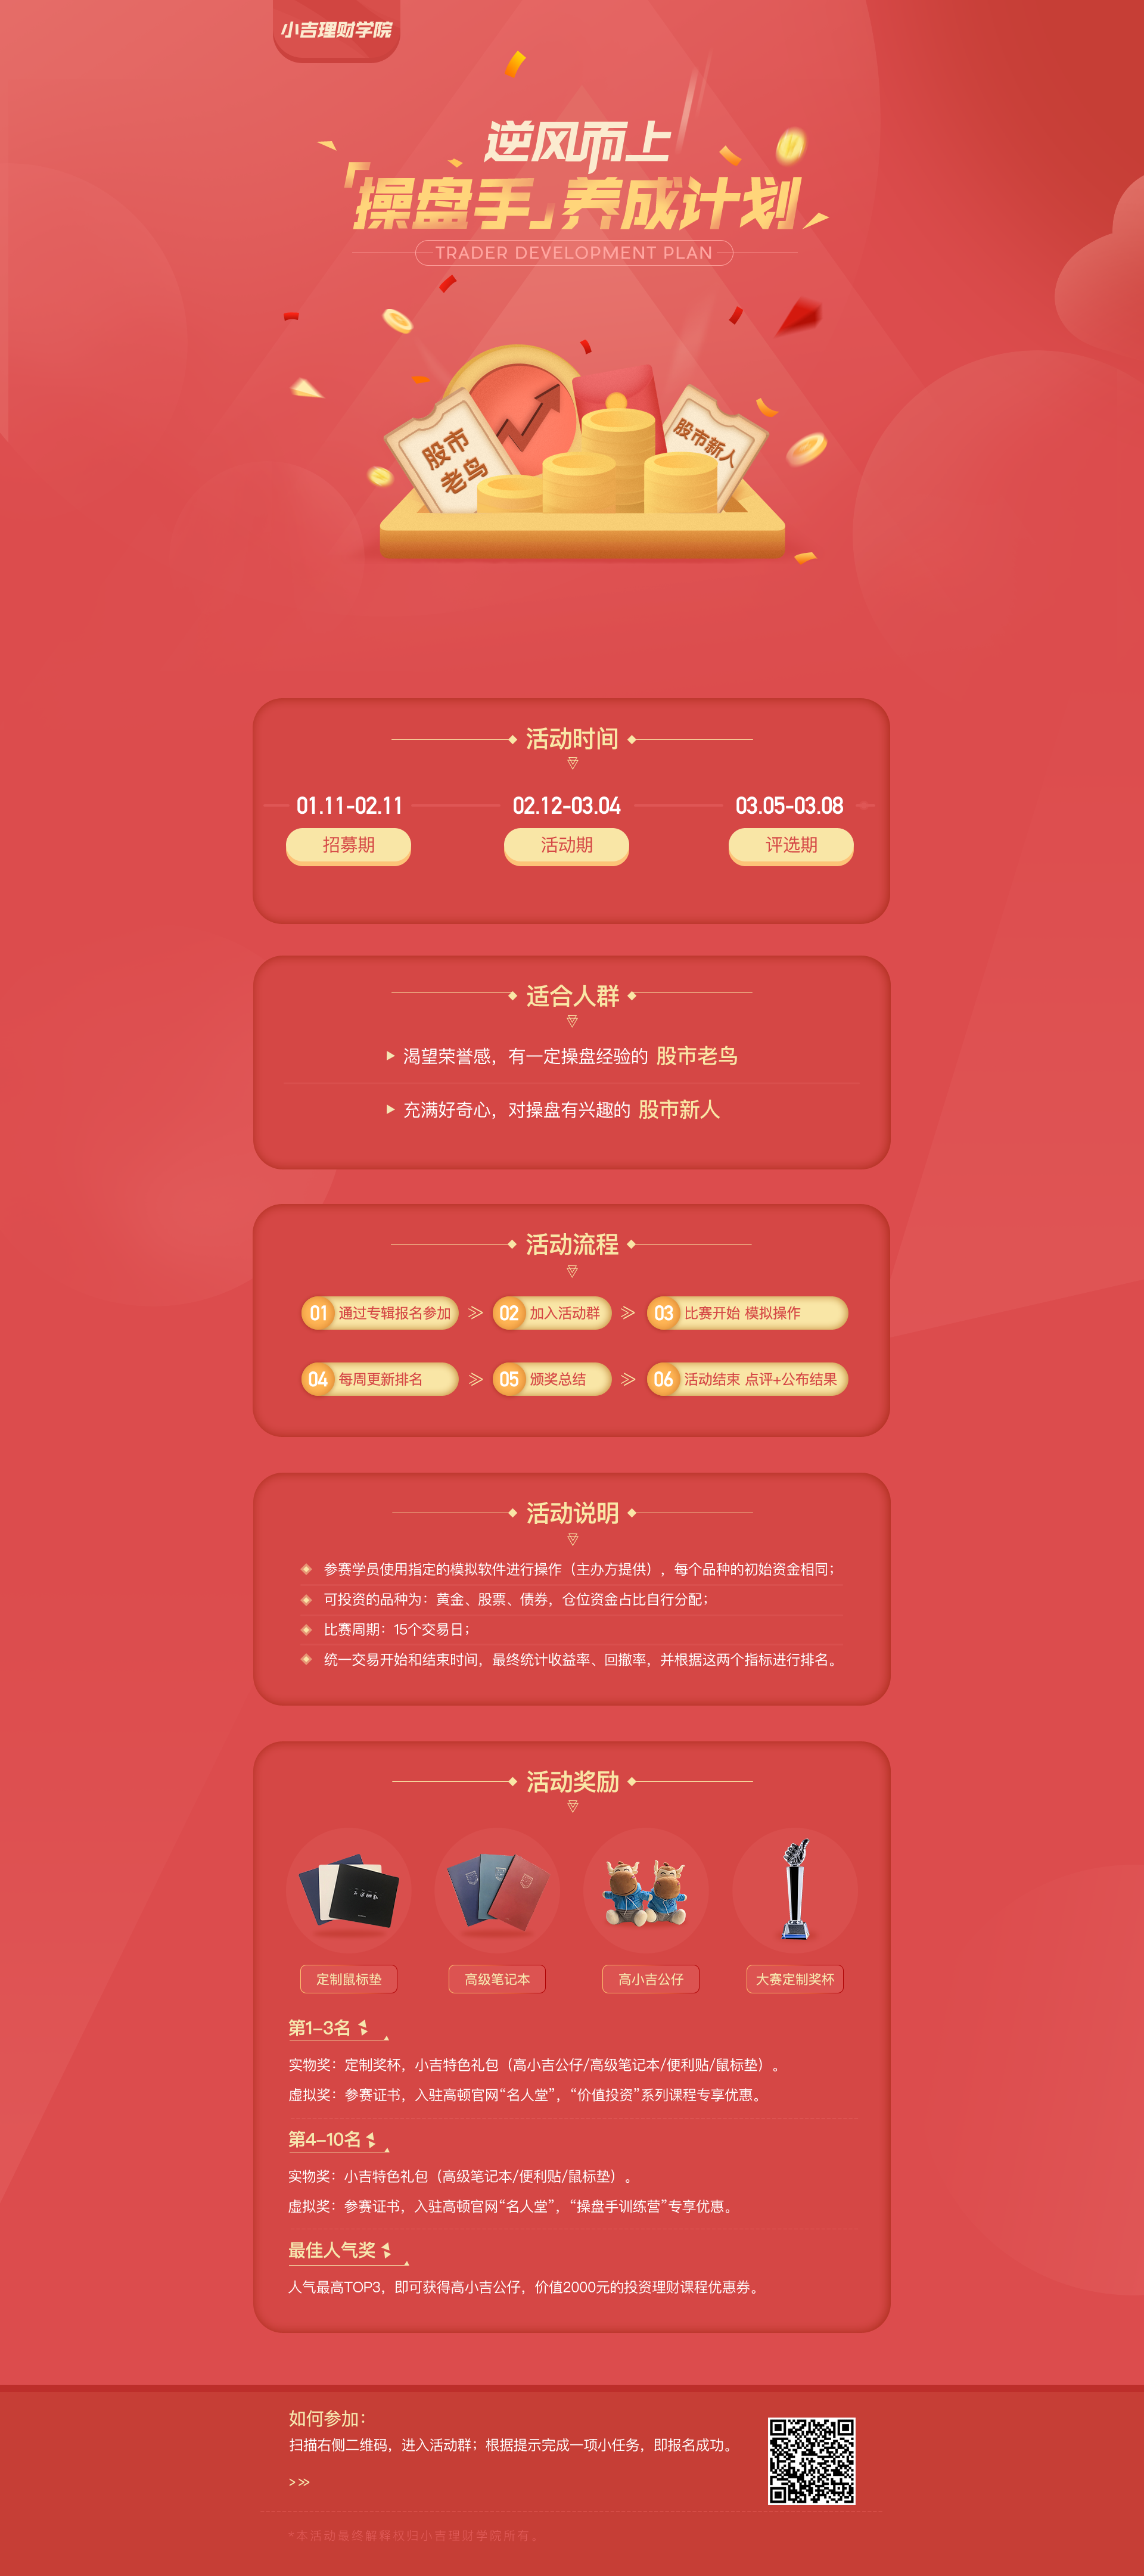 小吉理财学院
逆风而上
「操盘手」养成计划
TRADER DEVELOPMENT PLAN
股市
老鸟
股市新人
活动时间
01.11-02.11 02.12-03.04 03.05-03.08
招募期 活动期 评选期
适合人群
渴望荣誉感，有一定操盘经验的 股市老鸟
充满好奇心，对操盘有兴趣的 股市新人
活动流程
01 通过专辑报名参加 02 加入活动群 03 比赛开始 模拟操作
04 每周更新排名 05 颁奖总结 06 活动结束 点评+公布结果
活动说明
参赛学员使用指定的模拟软件进行操作（主办方提供），每个品种的初始资金相同；
可投资的品种为：黄金、股票、债券，仓位资金占比自行分配；
比赛周期：15个交易日；
统一交易开始和结束时间，最终统计收益率、回撤率，并根据这两个指标进行排名。
活动奖励
定制鼠标垫 高级笔记本 高小吉公仔 大赛定制奖杯
第1-3名
实物奖：定制奖杯，小吉特色礼包（高小吉公仔/高级笔记本/便利贴/鼠标垫）。
虚拟奖：参赛证书，入驻高顿官网“名人堂”，“价值投资”系列课程专享优惠。
第4-10名
实物奖：小吉特色礼包（高级笔记本/便利贴/鼠标垫）。
虚拟奖：参赛证书，入驻高顿官网“名人堂”，“操盘手训练营”专享优惠。
最佳人气奖
人气最高TOP3，即可获得高小吉公仔，价值2000元的投资理财课程优惠券。
如何参加：
扫描右侧二维码，进入活动群；根据提示完成一项小任务，即报名成功。
>>>
*本活动最终解释权归小吉理财学院所有。